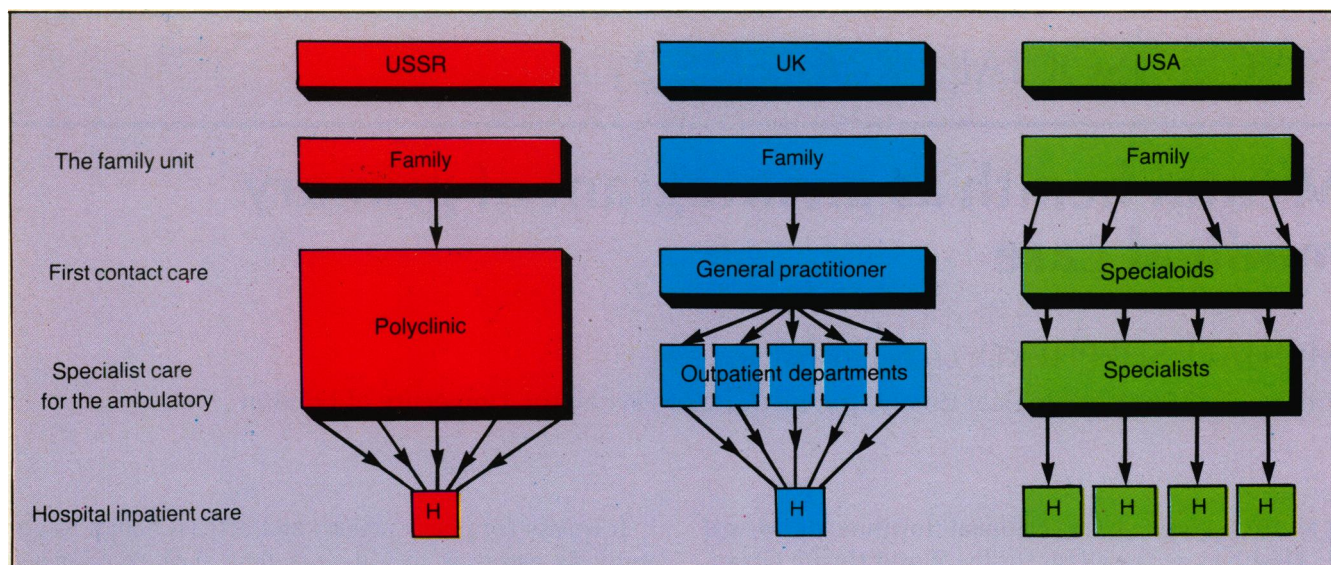 USSR UK USA
The family unit Family Family Family
First contact care General practitioner Specialoids
Polyclinic
Specialist care
for the ambulatory Outpatient departments Specialists
Hospital inpatient care H H H H H H